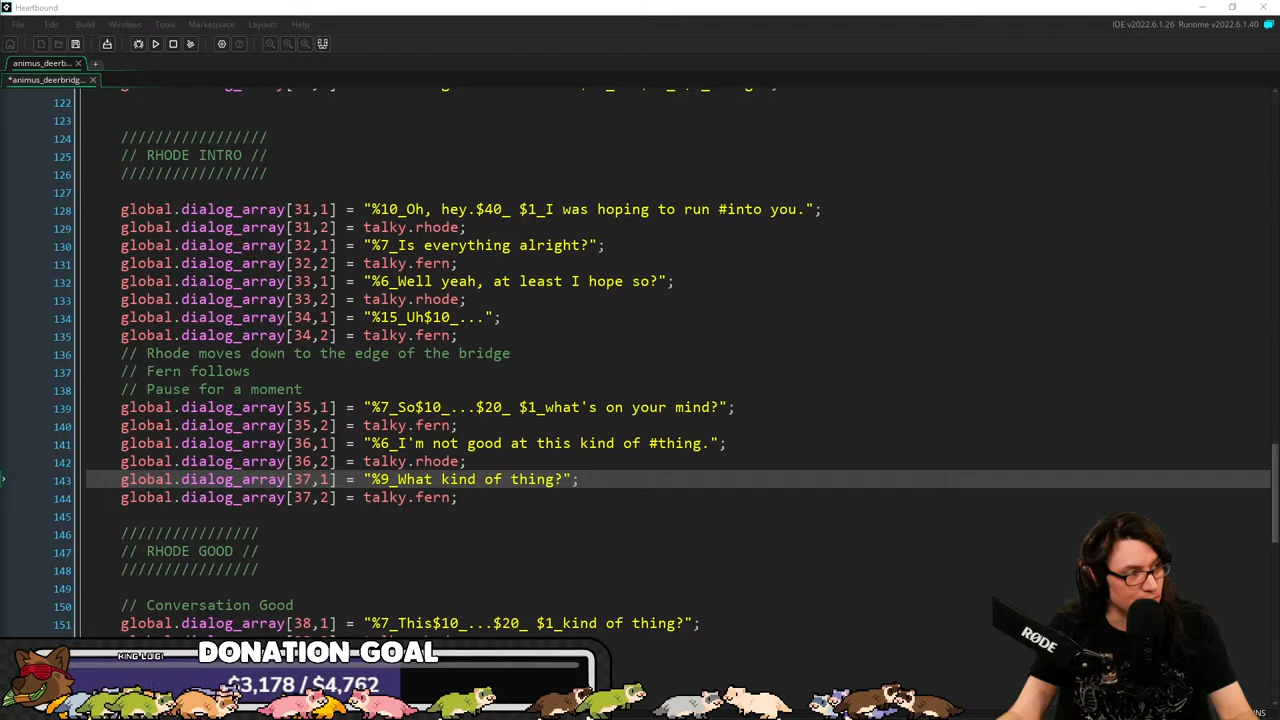 Heartbound
File Edit Build Windows Tools Marketplace Layouts Help
IDE v2022.6.1.26 Runtime v2022.6.1.40
animus_deerb...
*animus_deerbridg...
122
123
124 /////////////////
125 // RHODE INTRO //
126 /////////////////
127
128 global.dialog_array[31,1] = "%10_Oh, hey.$40_ $1_I was hoping to run #into you.";
129 global.dialog_array[31,2] = talky.rhode;
130 global.dialog_array[32,1] = "%7_Is everything alright?";
131 global.dialog_array[32,2] = talky.fern;
132 global.dialog_array[33,1] = "%6_Well yeah, at least I hope so?";
133 global.dialog_array[33,2] = talky.rhode;
134 global.dialog_array[34,1] = "%15_Uh$10_...";
135 global.dialog_array[34,2] = talky.fern;
136 // Rhode moves down to the edge of the bridge
137 // Fern follows
138 // Pause for a moment
139 global.dialog_array[35,1] = "%7_So$10_...$20_ $1_what's on your mind?";
140 global.dialog_array[35,2] = talky.fern;
141 global.dialog_array[36,1] = "%6_I'm not good at this kind of #thing.";
142 global.dialog_array[36,2] = talky.rhode;
143 global.dialog_array[37,1] = "%9_What kind of thing?";
144 global.dialog_array[37,2] = talky.fern;
145
146 ////////////////
147 // RHODE GOOD //
148 ////////////////
149
150 // Conversation Good
151 global.dialog_array[38,1] = "%7_This$10_...$20_ $1_kind of thing?";
RØDE
KING LUIGI
DONATION GOAL
$3,178 / $4,762